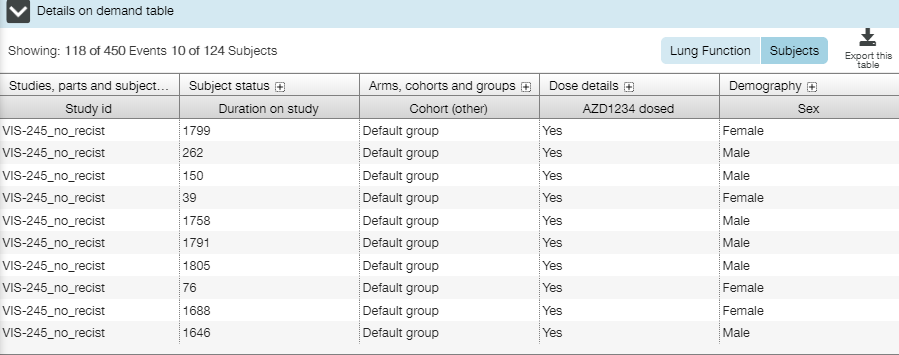 Details on demand table
Showing: 118 of 450 Events 10 of 124 Subjects
Lung Function
Subjects
Export this
table
Studies, parts and subject... Subject status Arms, cohorts and groups Dose details Demography
Study id Duration on study Cohort (other) AZD1234 dosed Sex
VIS-245_no_recist 1799 Default group Yes Female
VIS-245_no_recist 262 Default group Yes Male
VIS-245_no_recist 150 Default group Yes Male
VIS-245_no_recist 39 Default group Yes Female
VIS-245_no_recist 1758 Default group Yes Male
VIS-245_no_recist 1791 Default group Yes Male
VIS-245_no_recist 1805 Default group Yes Male
VIS-245_no_recist 76 Default group Yes Female
VIS-245_no_recist 1688 Default group Yes Female
VIS-245_no_recist 1646 Default group Yes Male